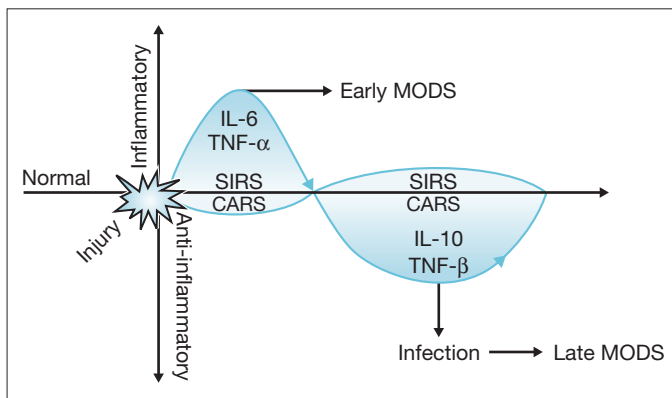 Inflammatory
Early MODS
IL-6
TNF-α
Normal
SIRS
SIRS
CARS
CARS
Injury
Anti-inflammatory
IL-10
TNF-β
Infection
Late MODS